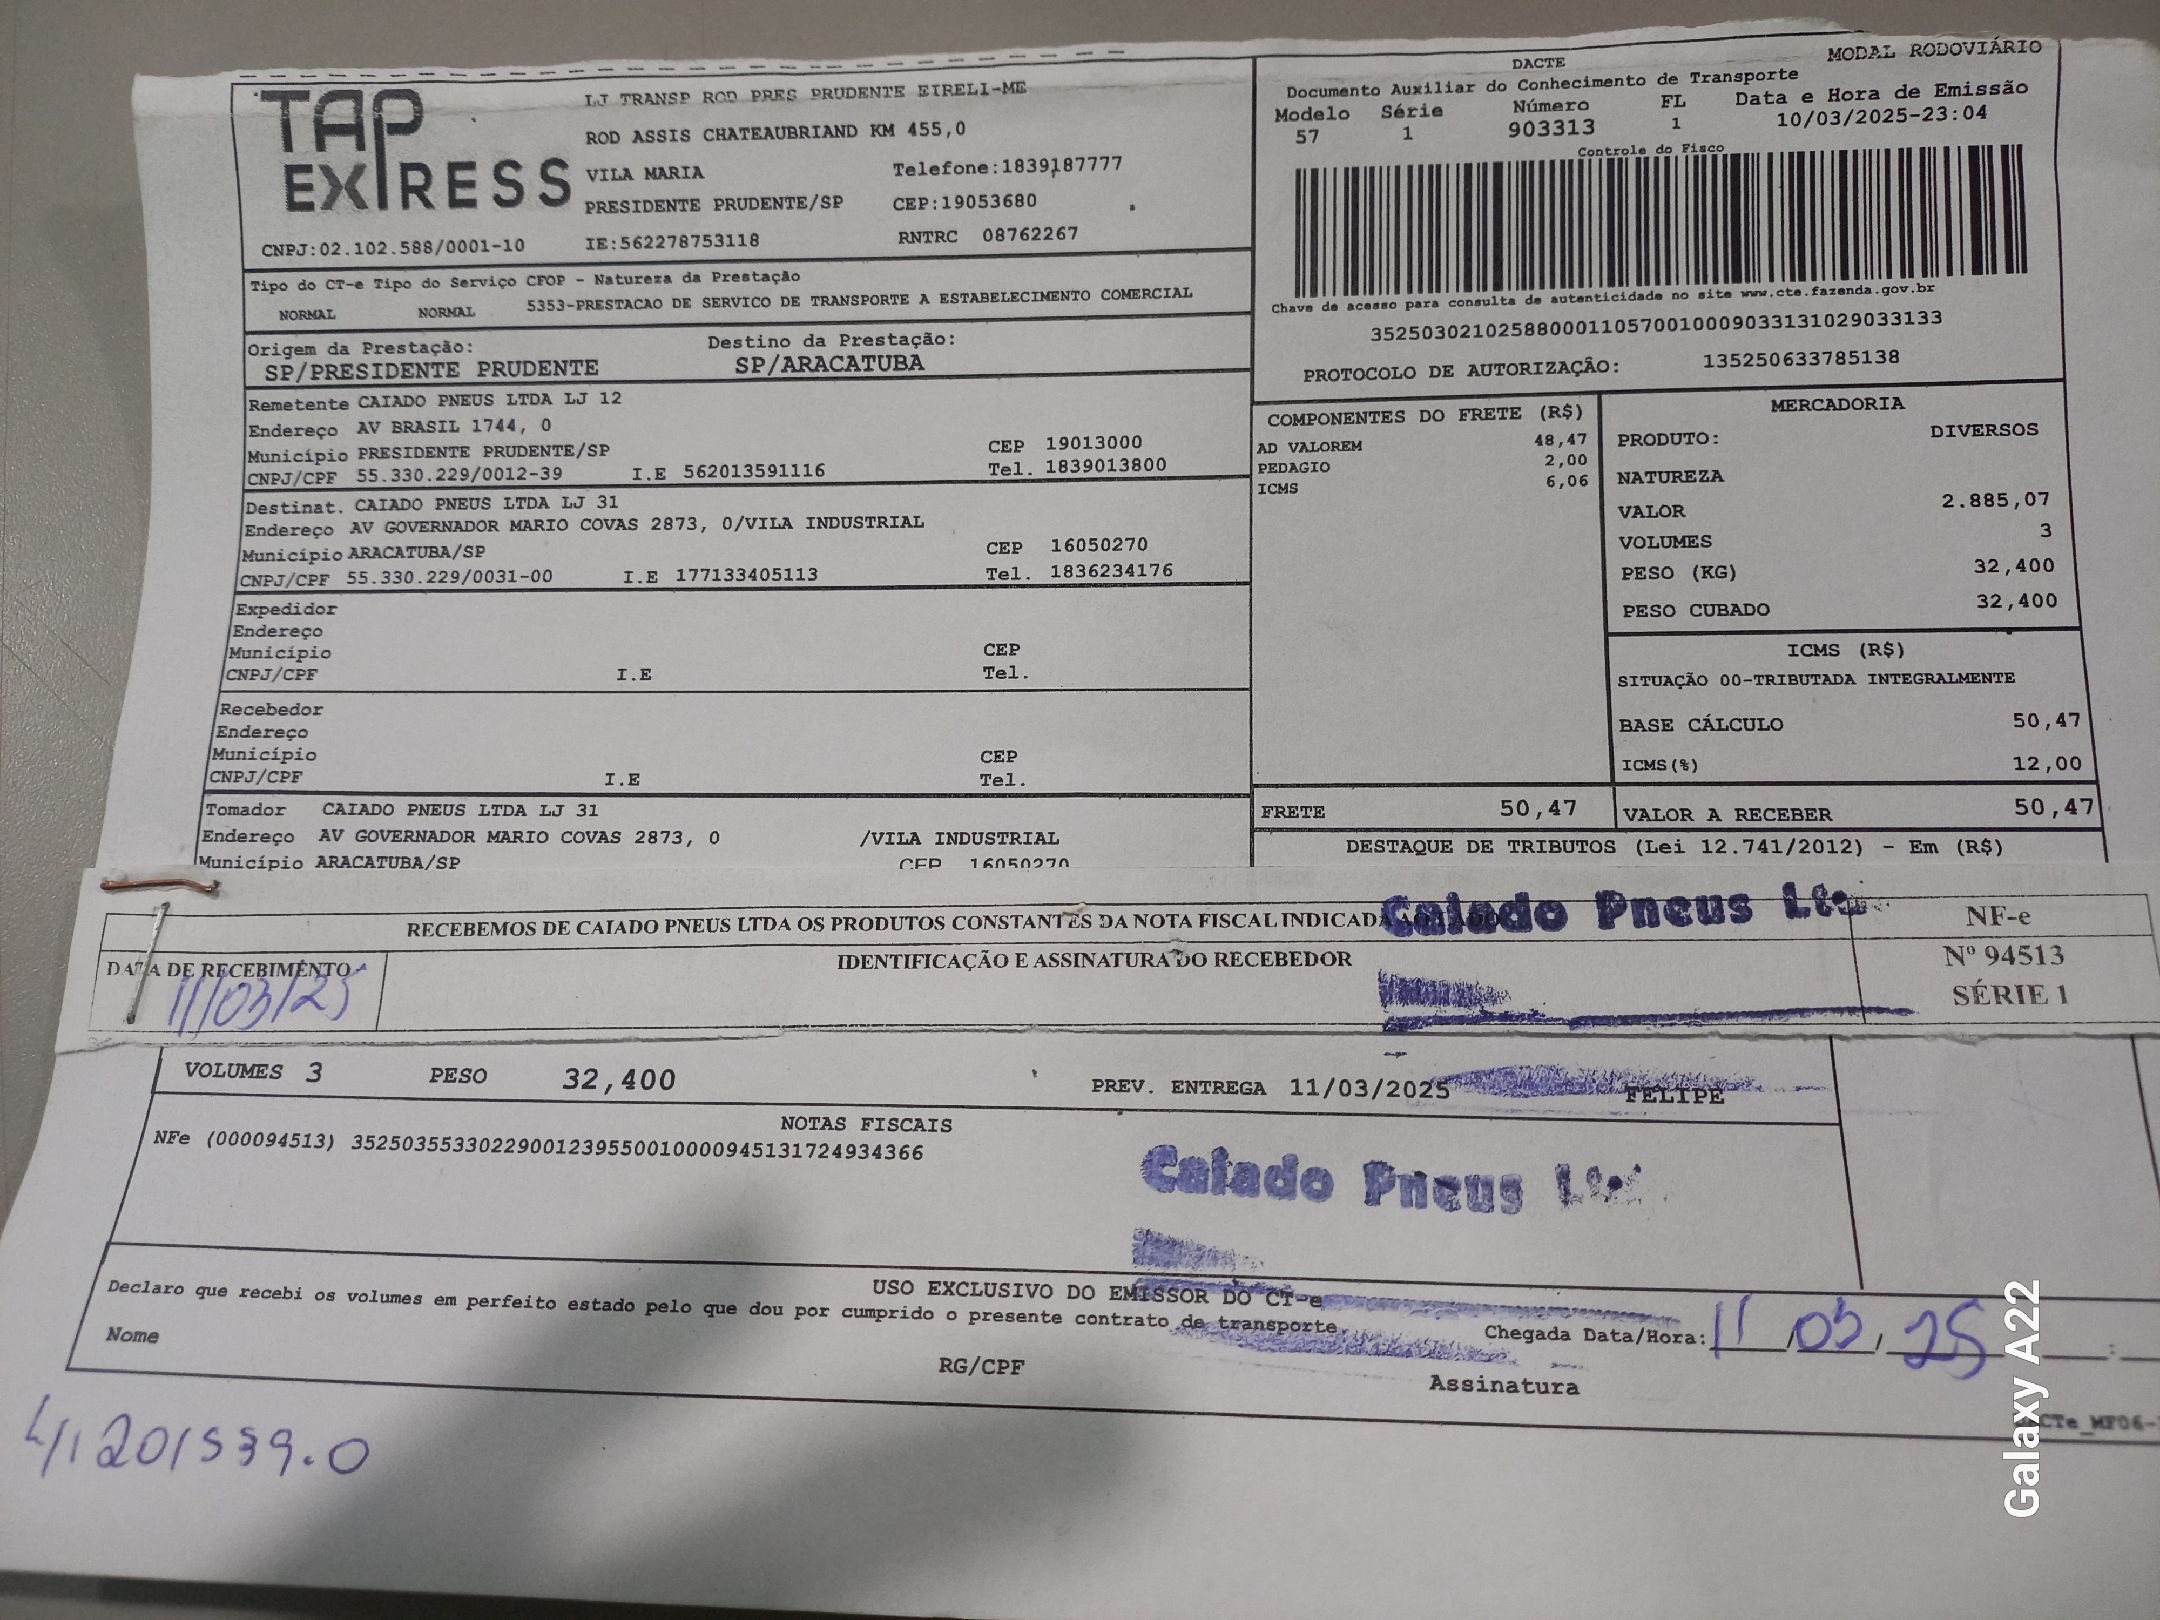 TAP EXPRESS
LJ TRANSP ROD PRES PRUDENTE EIRELI-ME
ROD ASSIS CHATEAUBRIAND KM 455,0
VILA MARIA Telefone:1839187777
PRESIDENTE PRUDENTE/SP CEP:19053680
CNPJ:02.102.588/0001-10 IE:562278753118 RNTRC 08762267
DACTE MODAL RODOVIÁRIO
Documento Auxiliar do Conhecimento de Transporte
Modelo Série Número FL Data e Hora de Emissão
57 1 903313 1 10/03/2025-23:04
Controle do Fisco
Chave de acesso para consulta de autenticidade no site www.cte.fazenda.gov.br
35250302102588000110570010009033131029033133
PROTOCOLO DE AUTORIZAÇÃO: 135250633785138
Tipo do CT-e Tipo do Serviço CFOP - Natureza da Prestação
NORMAL NORMAL 5353-PRESTACAO DE SERVICO DE TRANSPORTE A ESTABELECIMENTO COMERCIAL
Origem da Prestação: Destino da Prestação:
SP/PRESIDENTE PRUDENTE SP/ARACATUBA
Remetente CAIADO PNEUS LTDA LJ 12
Endereço AV BRASIL 1744, 0
Município PRESIDENTE PRUDENTE/SP CEP 19013000
CNPJ/CPF 55.330.229/0012-39 I.E 562013591116 Tel. 1839013800
Destinat. CAIADO PNEUS LTDA LJ 31
Endereço AV GOVERNADOR MARIO COVAS 2873, 0/VILA INDUSTRIAL
Município ARACATUBA/SP CEP 16050270
CNPJ/CPF 55.330.229/0031-00 I.E 177133405113 Tel. 1836234176
Expedidor
Endereço
Município CEP
CNPJ/CPF I.E Tel.
Recebedor
Endereço
Município CEP
CNPJ/CPF I.E Tel.
Tomador CAIADO PNEUS LTDA LJ 31
Endereço AV GOVERNADOR MARIO COVAS 2873, 0 /VILA INDUSTRIAL
Município ARACATUBA/SP CEP 16050270
COMPONENTES DO FRETE (R$)
AD VALOREM 48,47
PEDAGIO 2,00
ICMS 6,06
MERCADORIA
PRODUTO: DIVERSOS
NATUREZA
VALOR 2.885,07
VOLUMES 3
PESO (KG) 32,400
PESO CUBADO 32,400
ICMS (R$)
SITUAÇÃO 00-TRIBUTADA INTEGRALMENTE
BASE CÁLCULO 50,47
ICMS(%) 12,00
FRETE 50,47 VALOR A RECEBER 50,47
DESTAQUE DE TRIBUTOS (Lei 12.741/2012) - Em (R$)
RECEBEMOS DE CAIADO PNEUS LTDA OS PRODUTOS CONSTANTES DA NOTA FISCAL INDICADA AO LADO
Caiado Pneus Ltd
NF-e
Nº 94513
SÉRIE 1
DATA DE RECEBIMENTO IDENTIFICAÇÃO E ASSINATURA DO RECEBEDOR
11/03/25
VOLUMES 3 PESO 32,400 PREV. ENTREGA 11/03/2025 FELIPE
NOTAS FISCAIS
NFe (000094513) 35250355330229001239550010000945131724934366
Caiado Pneus Ltd
USO EXCLUSIVO DO EMISSOR DO CT-e
Declaro que recebi os volumes em perfeito estado pelo que dou por cumprido o presente contrato de transporte
Nome RG/CPF Assinatura
Chegada Data/Hora: 11/03/25 :
CTe_MF06-
Galaxy A22